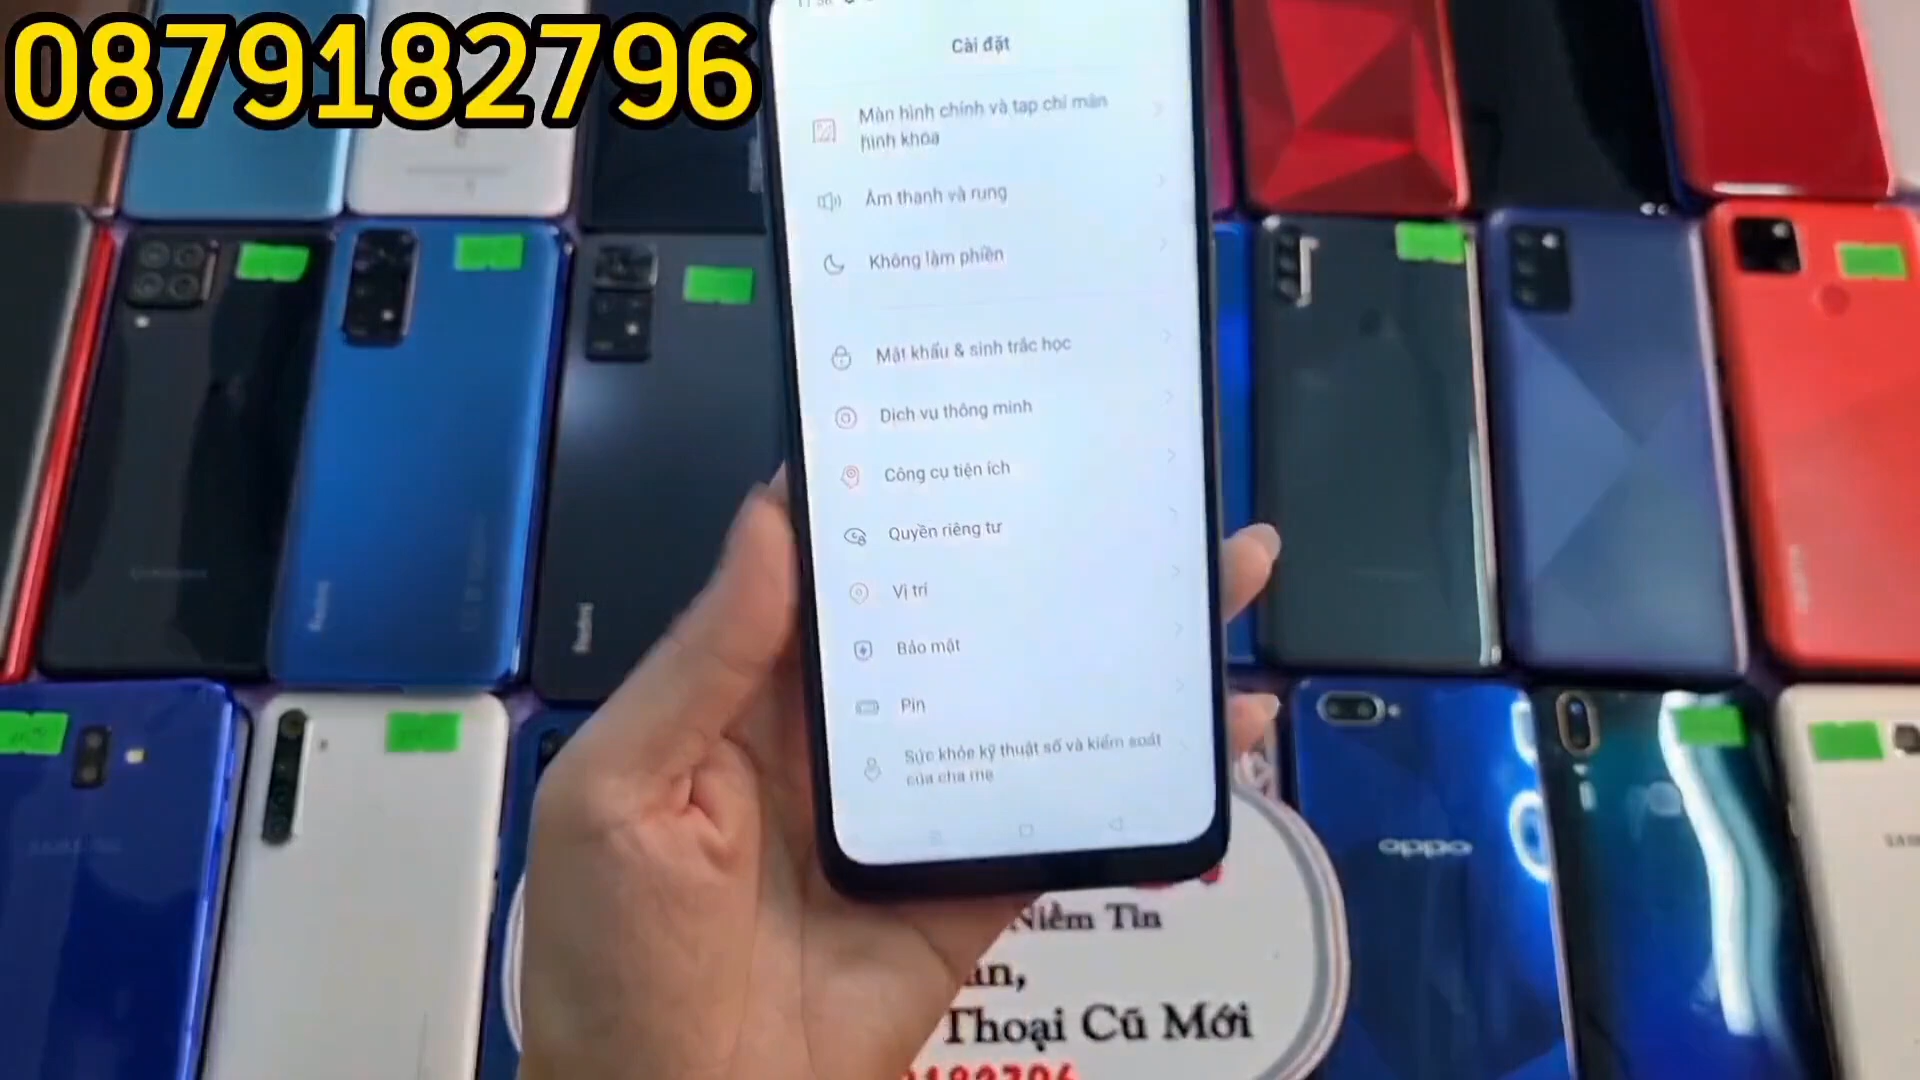 0879182796
Cài đặt
Màn hình chính và tạp chí màn
hình khóa
Âm thanh và rung
Không làm phiền
Mật khẩu & sinh trắc học
Dịch vụ thông minh
Công cụ tiện ích
Quyền riêng tư
Vị trí
Bảo mật
Pin
Sức khỏe kỹ thuật số và kiểm soát
của cha mẹ
Redmi
oppo
Niềm Tin
Thoại Cũ Mới